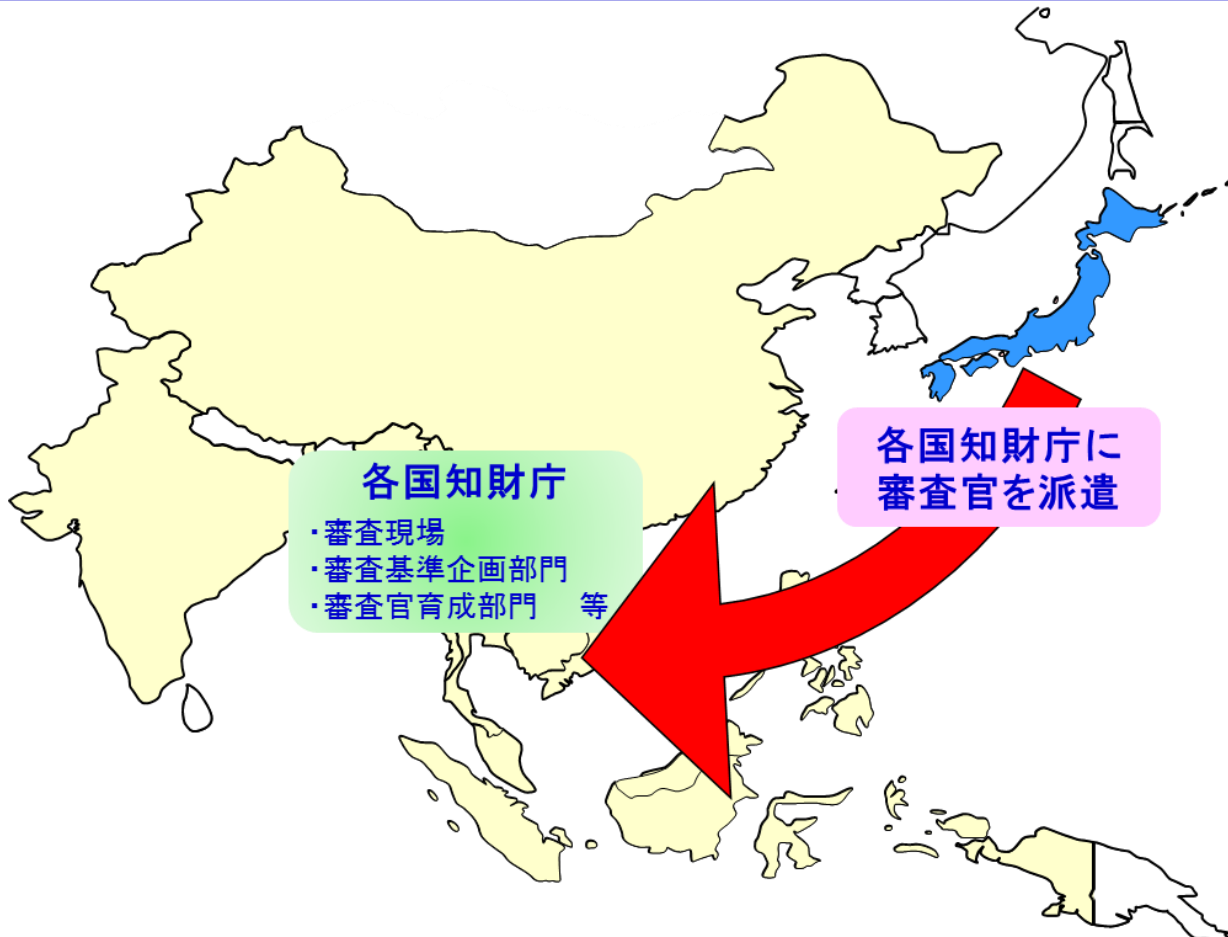 各国知財庁
・審査現場
・審査基準企画部門
・審査官育成部門　等
各国知財庁に
審査官を派遣